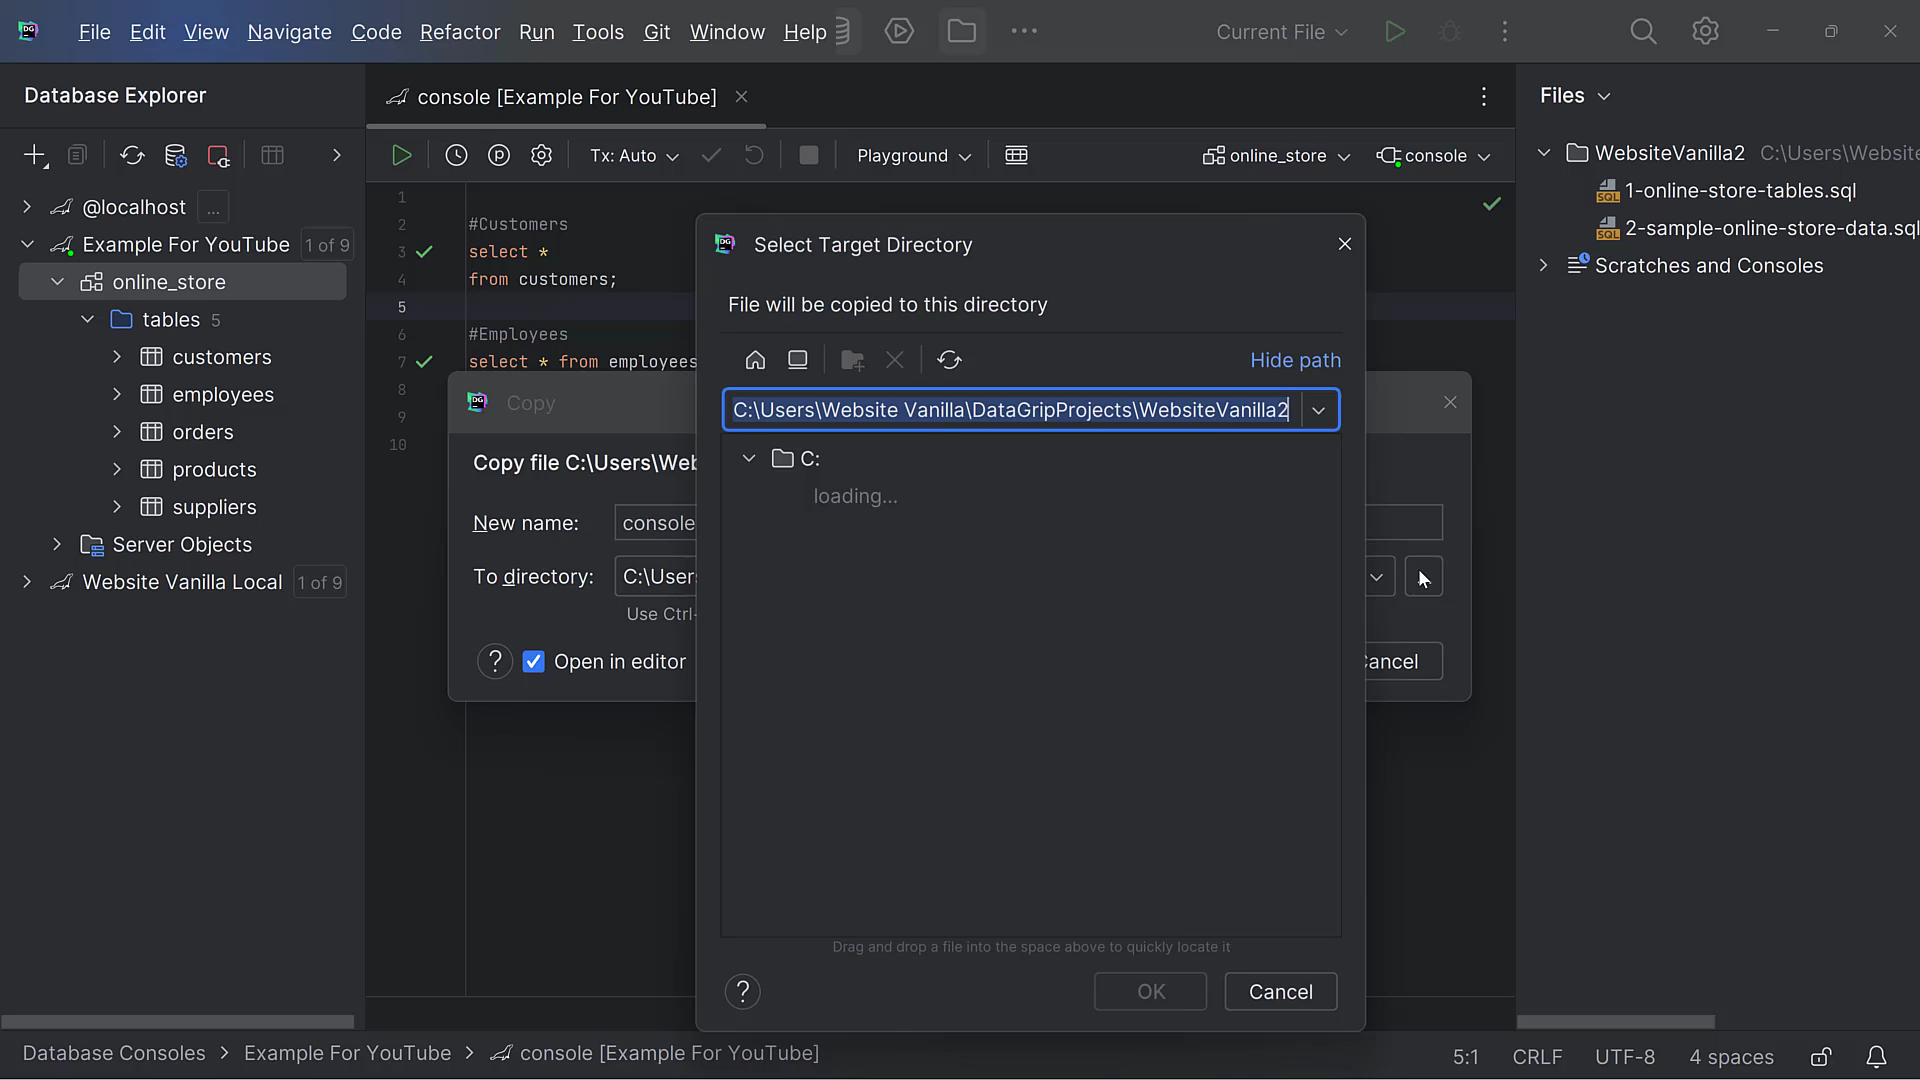 File Edit View Navigate Code Refactor Run Tools Git Window Help
Current File
Database Explorer
@localhost ...
Example For YouTube 1 of 9
online_store
tables 5
customers
employees
orders
products
suppliers
Server Objects
Website Vanilla Local 1 of 9
console [Example For YouTube]
Tx: Auto
Playground
online_store
console
1
2 #Customers
3 select *
4 from customers;
5
6 #Employees
7 select * from employees
8
9
10
Copy
Copy file C:\Users\Web
New name: console
To directory: C:\User
Use Ctrl-
? Open in editor
Cancel
Select Target Directory
File will be copied to this directory
Hide path
C:\Users\Website Vanilla\DataGripProjects\WebsiteVanilla2
C:
loading...
Drag and drop a file into the space above to quickly locate it
? OK Cancel
Files
WebsiteVanilla2 C:\Users\Website
1-online-store-tables.sql
2-sample-online-store-data.sql
Scratches and Consoles
Database Consoles > Example For YouTube > console [Example For YouTube]
5:1 CRLF UTF-8 4 spaces